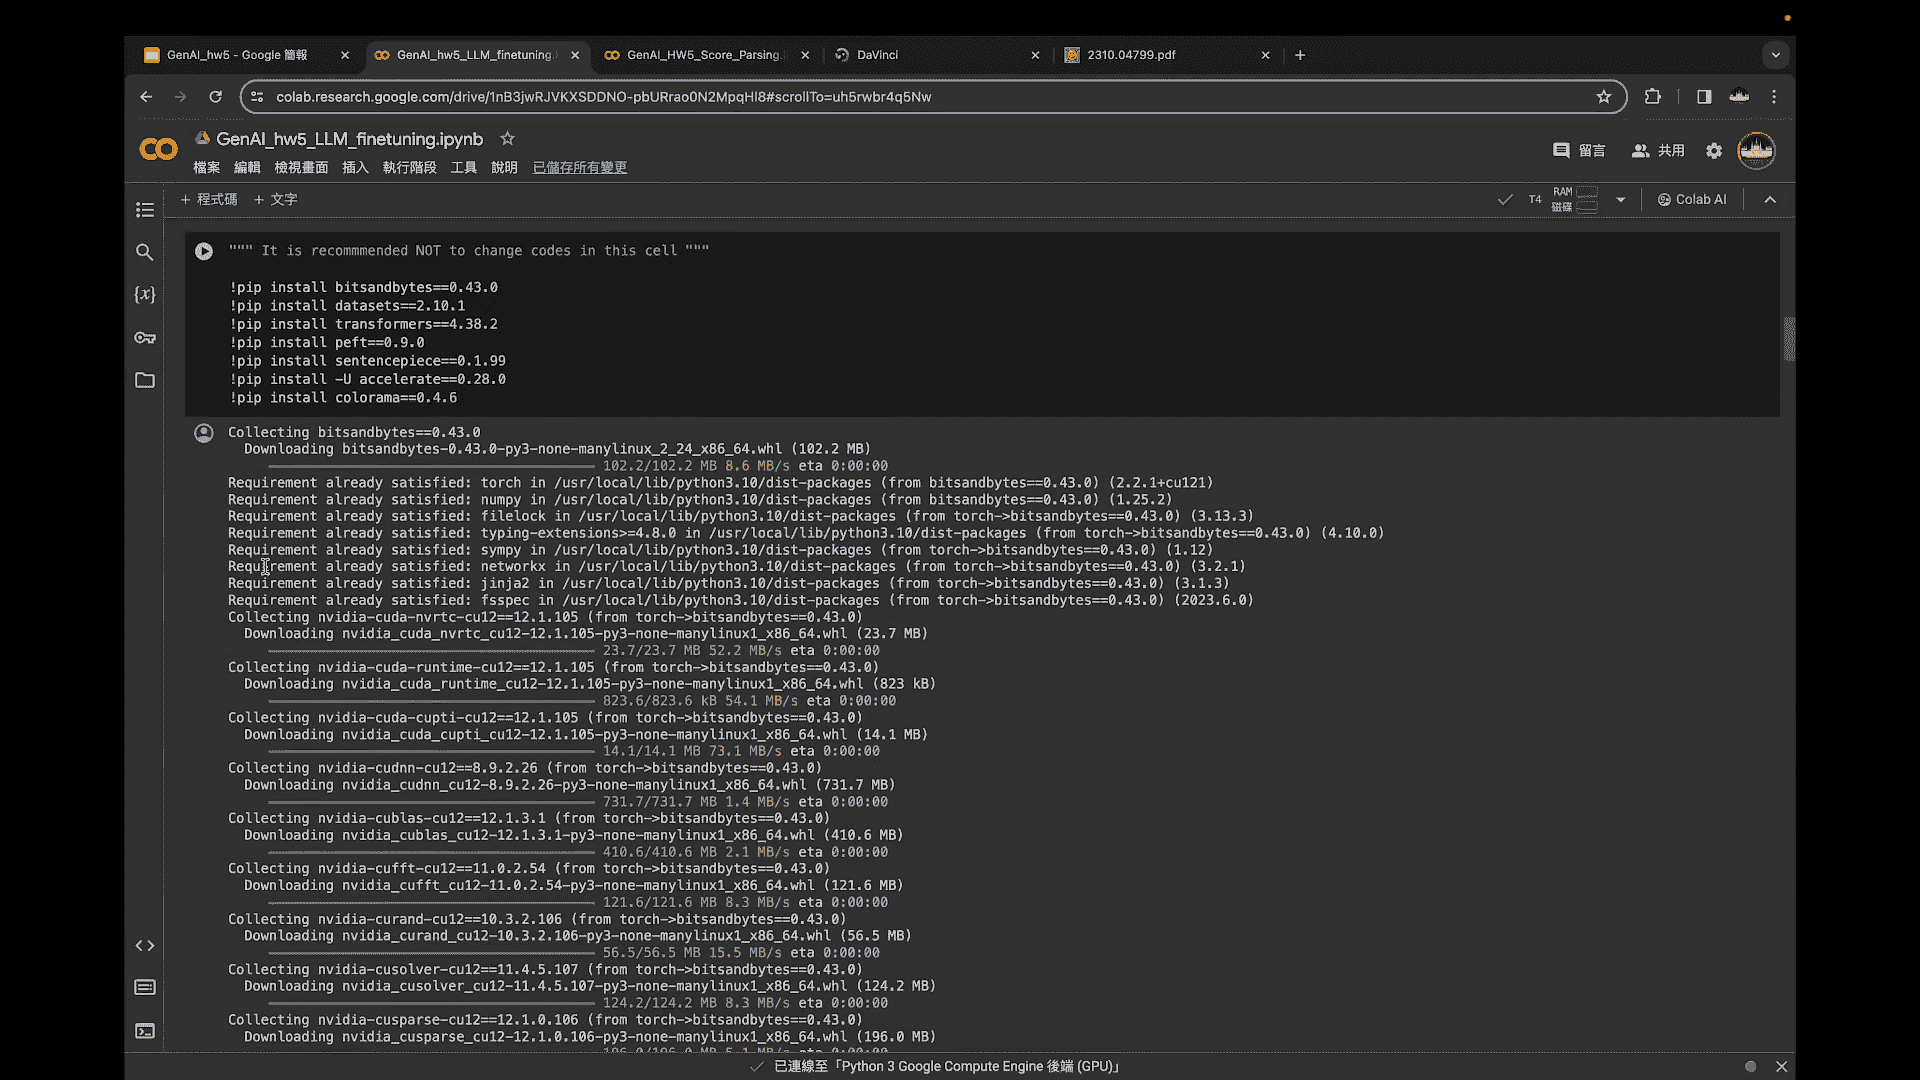 GenAI_hw5 - Google 簡報
GenAI_hw5_LLM_finetuning.
GenAI_HW5_Score_Parsing.
DaVinci
2310.04799.pdf
colab.research.google.com/drive/1nB3jwRJVKXSDDNO-pbURrao0N2MpqHl8#scrollTo=uh5rwbr4q5Nw
GenAI_hw5_LLM_finetuning.ipynb
檔案 編輯 檢視畫面 插入 執行階段 工具 說明 已儲存所有變更
留言 共用
+ 程式碼 + 文字
T4 RAM 磁碟 Colab AI
""" It is recommmended NOT to change codes in this cell """
!pip install bitsandbytes==0.43.0
!pip install datasets==2.10.1
!pip install transformers==4.38.2
!pip install peft==0.9.0
!pip install sentencepiece==0.1.99
!pip install -U accelerate==0.28.0
!pip install colorama==0.4.6
Collecting bitsandbytes==0.43.0
Downloading bitsandbytes-0.43.0-py3-none-manylinux_2_24_x86_64.whl (102.2 MB)
102.2/102.2 MB 8.6 MB/s eta 0:00:00
Requirement already satisfied: torch in /usr/local/lib/python3.10/dist-packages (from bitsandbytes==0.43.0) (2.2.1+cu121)
Requirement already satisfied: numpy in /usr/local/lib/python3.10/dist-packages (from bitsandbytes==0.43.0) (1.25.2)
Requirement already satisfied: filelock in /usr/local/lib/python3.10/dist-packages (from torch->bitsandbytes==0.43.0) (3.13.3)
Requirement already satisfied: typing-extensions>=4.8.0 in /usr/local/lib/python3.10/dist-packages (from torch->bitsandbytes==0.43.0) (4.10.0)
Requirement already satisfied: sympy in /usr/local/lib/python3.10/dist-packages (from torch->bitsandbytes==0.43.0) (1.12)
Requirement already satisfied: networkx in /usr/local/lib/python3.10/dist-packages (from torch->bitsandbytes==0.43.0) (3.2.1)
Requirement already satisfied: jinja2 in /usr/local/lib/python3.10/dist-packages (from torch->bitsandbytes==0.43.0) (3.1.3)
Requirement already satisfied: fsspec in /usr/local/lib/python3.10/dist-packages (from torch->bitsandbytes==0.43.0) (2023.6.0)
Collecting nvidia-cuda-nvrtc-cu12==12.1.105 (from torch->bitsandbytes==0.43.0)
Downloading nvidia_cuda_nvrtc_cu12-12.1.105-py3-none-manylinux1_x86_64.whl (23.7 MB)
23.7/23.7 MB 52.2 MB/s eta 0:00:00
Collecting nvidia-cuda-runtime-cu12==12.1.105 (from torch->bitsandbytes==0.43.0)
Downloading nvidia_cuda_runtime_cu12-12.1.105-py3-none-manylinux1_x86_64.whl (823 kB)
823.6/823.6 kB 54.1 MB/s eta 0:00:00
Collecting nvidia-cuda-cupti-cu12==12.1.105 (from torch->bitsandbytes==0.43.0)
Downloading nvidia_cuda_cupti_cu12-12.1.105-py3-none-manylinux1_x86_64.whl (14.1 MB)
14.1/14.1 MB 73.1 MB/s eta 0:00:00
Collecting nvidia-cudnn-cu12==8.9.2.26 (from torch->bitsandbytes==0.43.0)
Downloading nvidia_cudnn_cu12-8.9.2.26-py3-none-manylinux1_x86_64.whl (731.7 MB)
731.7/731.7 MB 1.4 MB/s eta 0:00:00
Collecting nvidia-cublas-cu12==12.1.3.1 (from torch->bitsandbytes==0.43.0)
Downloading nvidia_cublas_cu12-12.1.3.1-py3-none-manylinux1_x86_64.whl (410.6 MB)
410.6/410.6 MB 2.1 MB/s eta 0:00:00
Collecting nvidia-cufft-cu12==11.0.2.54 (from torch->bitsandbytes==0.43.0)
Downloading nvidia_cufft_cu12-11.0.2.54-py3-none-manylinux1_x86_64.whl (121.6 MB)
121.6/121.6 MB 8.3 MB/s eta 0:00:00
Collecting nvidia-curand-cu12==10.3.2.106 (from torch->bitsandbytes==0.43.0)
Downloading nvidia_curand_cu12-10.3.2.106-py3-none-manylinux1_x86_64.whl (56.5 MB)
56.5/56.5 MB 15.5 MB/s eta 0:00:00
Collecting nvidia-cusolver-cu12==11.4.5.107 (from torch->bitsandbytes==0.43.0)
Downloading nvidia_cusolver_cu12-11.4.5.107-py3-none-manylinux1_x86_64.whl (124.2 MB)
124.2/124.2 MB 8.3 MB/s eta 0:00:00
Collecting nvidia-cusparse-cu12==12.1.0.106 (from torch->bitsandbytes==0.43.0)
Downloading nvidia_cusparse_cu12-12.1.0.106-py3-none-manylinux1_x86_64.whl (196.0 MB)
196.0/196.0 MB 5.1 MB/s eta 0:00:00
已連線至「Python 3 Google Compute Engine 後端 (GPU)」